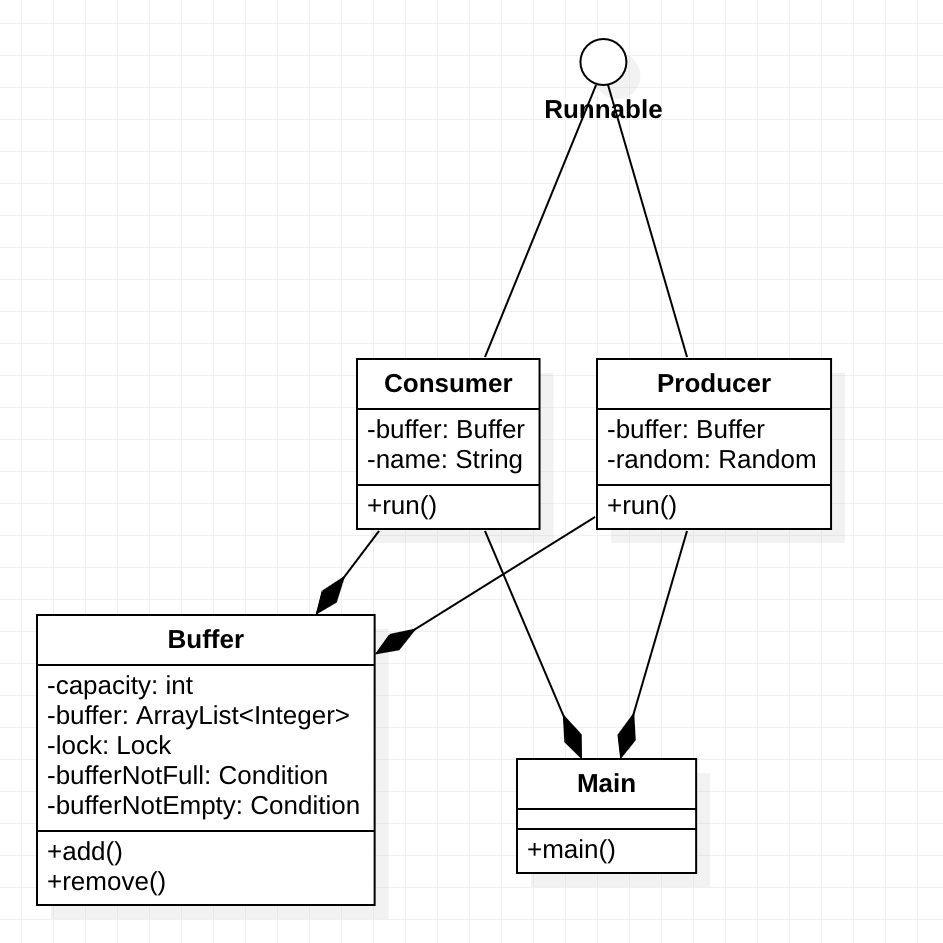 Runnable
Consumer
-buffer: Buffer
-name: String
+run()
Producer
-buffer: Buffer
-random: Random
+run()
Buffer
-capacity: int
-buffer: ArrayList<Integer>
-lock: Lock
-bufferNotFull: Condition
-bufferNotEmpty: Condition
+add()
+remove()
Main
+main()